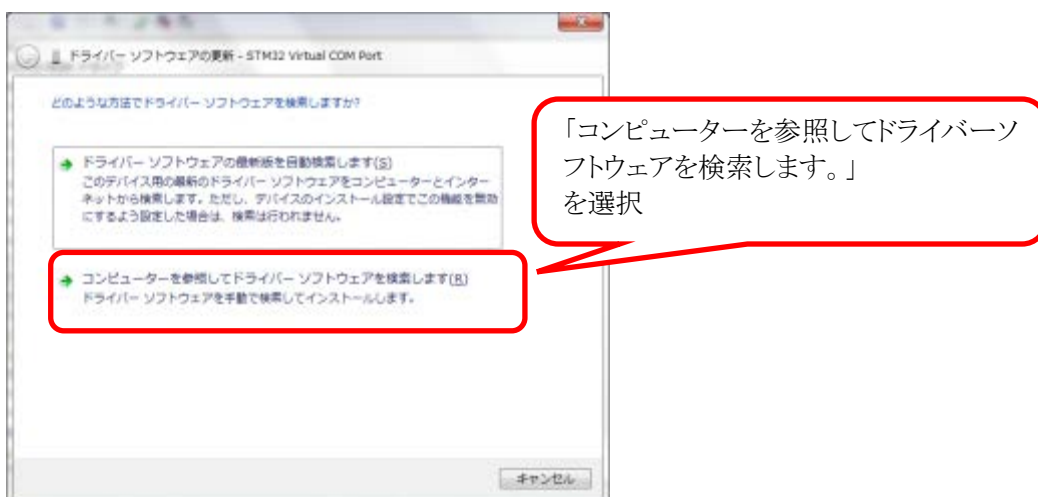 ドライバー ソフトウェアの更新 - STM32 Virtual COM Port
どのような方法でドライバー ソフトウェアを検索しますか?
ドライバー ソフトウェアの最新版を自動検索します(S)
このデバイス用の最新のドライバー ソフトウェアをコンピューターとインター
ネットから検索します。ただし、デバイスのインストール設定でこの機能を無効
にするよう設定した場合は、検索は行われません。
コンピューターを参照してドライバー ソフトウェアを検索します(R)
ドライバー ソフトウェアを手動で検索してインストールします。
「コンピューターを参照してドライバーソ
フトウェアを検索します。」
を選択
キャンセル